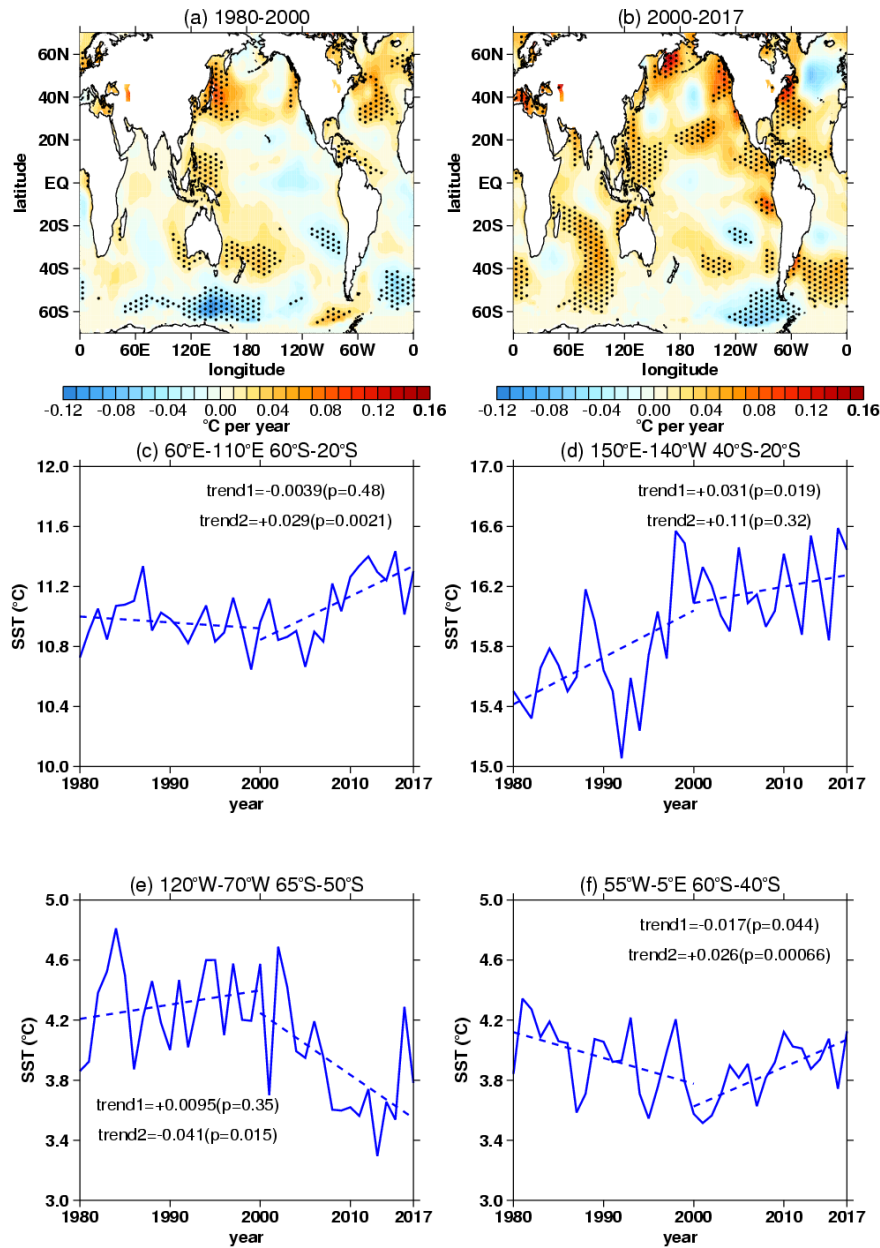 (a) 1980-2000
(b) 2000-2017
60N
40N
20N
EQ
20S
40S
60S
latitude
0 60E 120E 180 120W 60W 0
longitude
60N
40N
20N
EQ
20S
40S
60S
latitude
0 60E 120E 180 120W 60W 0
longitude
-0.12 -0.08 -0.04 0.00 0.04 0.08 0.12 0.16
°C per year
-0.12 -0.08 -0.04 0.00 0.04 0.08 0.12 0.16
°C per year
(c) 60°E-110°E 60°S-20°S
trend1=-0.0039(p=0.48)
trend2=+0.029(p=0.0021)
12.0
11.6
11.2
10.8
10.4
10.0
SST (°C)
1980 1990 2000 2010 2017
year
(d) 150°E-140°W 40°S-20°S
trend1=+0.031(p=0.019)
trend2=+0.11(p=0.32)
17.0
16.6
16.2
15.8
15.4
15.0
SST (°C)
1980 1990 2000 2010 2017
year
(e) 120°W-70°W 65°S-50°S
5.0
4.6
4.2
3.8
3.4
3.0
SST (°C)
trend1=+0.0095(p=0.35)
trend2=-0.041(p=0.015)
1980 1990 2000 2010 2017
year
(f) 55°W-5°E 60°S-40°S
trend1=-0.017(p=0.044)
trend2=+0.026(p=0.00066)
5.0
4.6
4.2
3.8
3.4
3.0
SST (°C)
1980 1990 2000 2010 2017
year